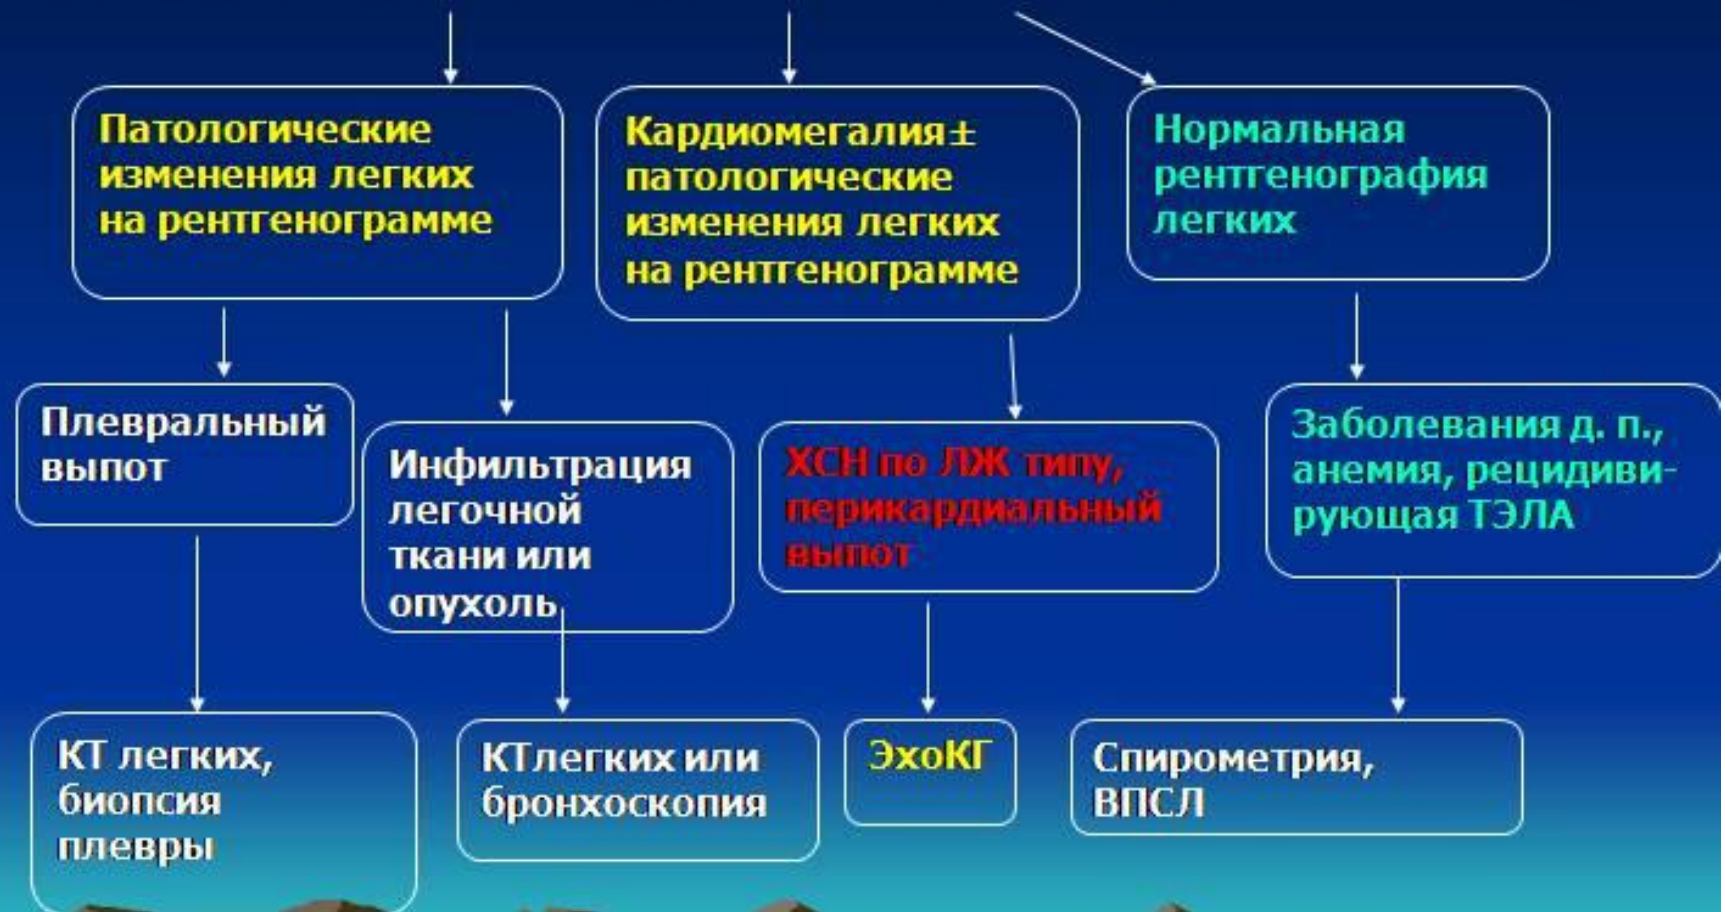 Патологические
изменения легких
на рентгенограмме
Кардиомегалия±
патологические
изменения легких
на рентгенограмме
Нормальная
рентгенография
легких
Плевральный
выпот
Инфильтрация
легочной
ткани или
опухоль
ХСН по ЛЖ типу,
перикардиальный
выпот
Заболевания д. п.,
анемия, рецидиви-
рующая ТЭЛА
КТ легких,
биопсия
плевры
КТлегких или
бронхоскопия
ЭхоКГ
Спирометрия,
ВПСЛ